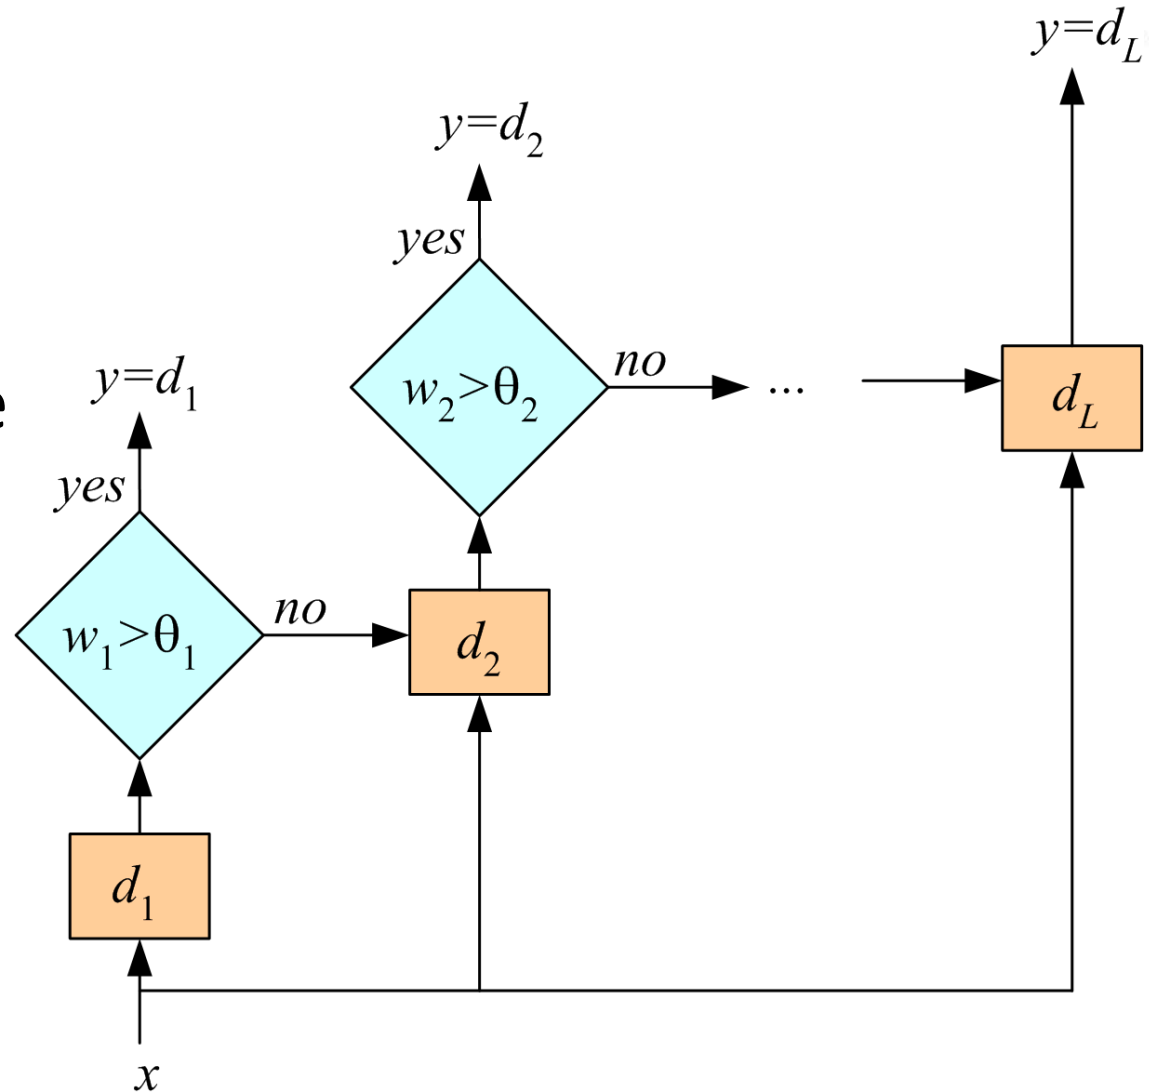 y=d_L
y=d_2
yes
w_2>θ_2
no
...
d_L
y=d_1
e
yes
w_1>θ_1
no
d_2
d_1
x